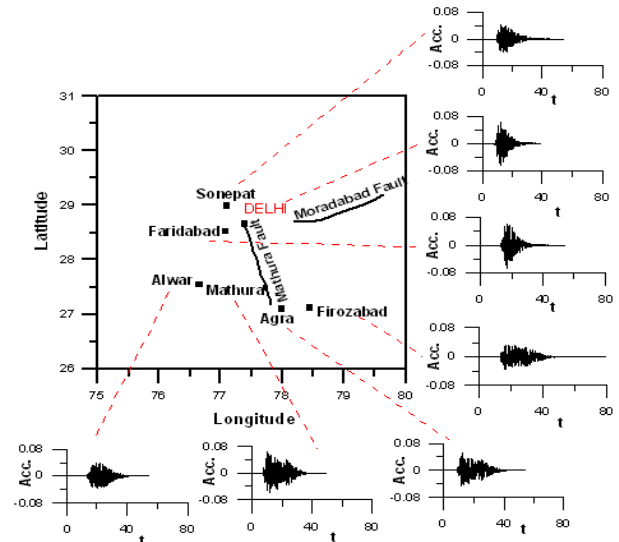 0.08
Acc.
0
-0.08
0
40
80
t
0.08
Acc.
0
-0.08
0
40
80
t
0.08
Acc.
0
-0.08
0
40
80
t
0.08
Acc.
0
-0.08
0
40
80
t
31
30
29
28
27
26
Latitude
75
76
77
78
79
80
Longitude
Sonepat
DELHI
Moradabad Fault
Faridabad
Mathura Fault
Alwar
Mathura
Agra
Firozabad
0.08
Acc.
0
-0.08
0
40
80
t
0.08
Acc.
0
-0.08
0
40
80
t
0.08
Acc.
0
-0.08
0
40
80
t